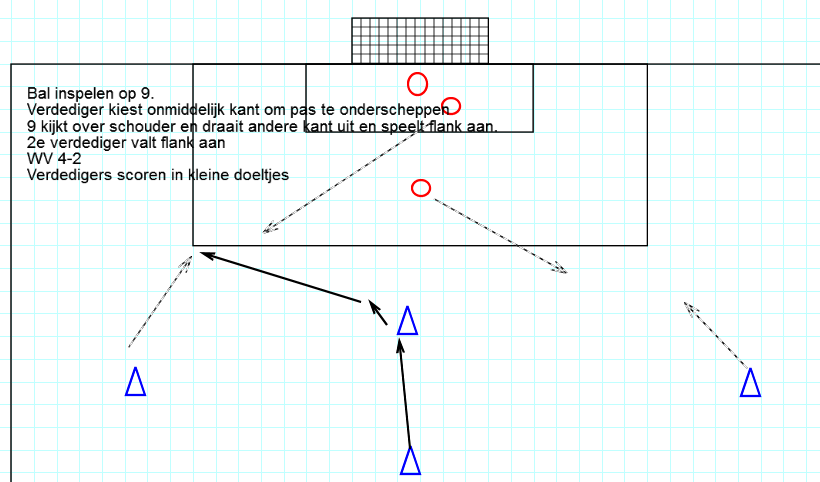 Bal inspelen op 9.
Verdediger kiest onmiddelijk kant om pas te onderscheppen
9 kijkt over schouder en draait andere kant uit en speelt flank aan.
2e verdediger valt flank aan
WV 4-2
Verdedigers scoren in kleine doeltjes